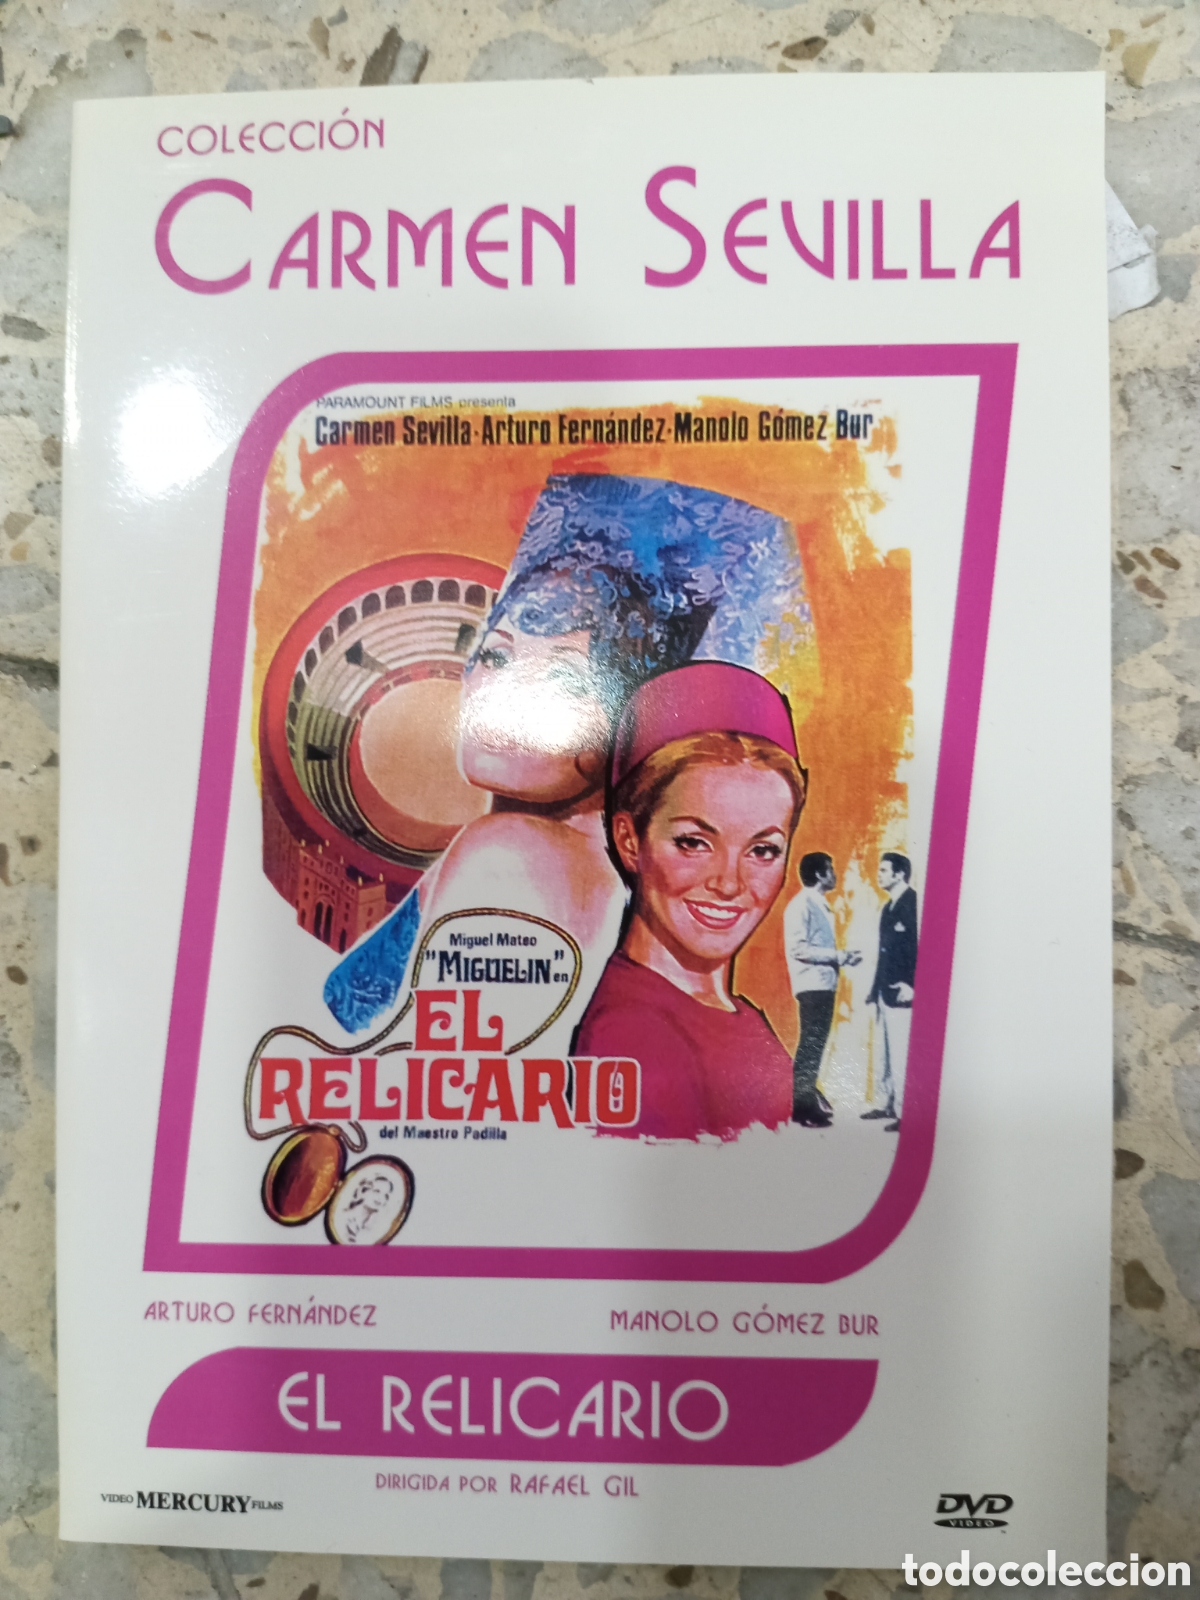 COLECCIÓN
CARMEN SEVILLA
PARAMOUNT FILMS presenta
Carmen Sevilla·Arturo Fernández·Manolo Gómez Bur
Miguel Mateo
"MIGUELIN" en
EL
RELICARIO
del Maestro Padilla
ARTURO FERNÁNDEZ MANOLO GÓMEZ BUR
EL RELICARIO
DIRIGIDA POR RAFAEL GIL
VIDEO MERCURY FILMS
DVD
VIDEO
todocoleccion